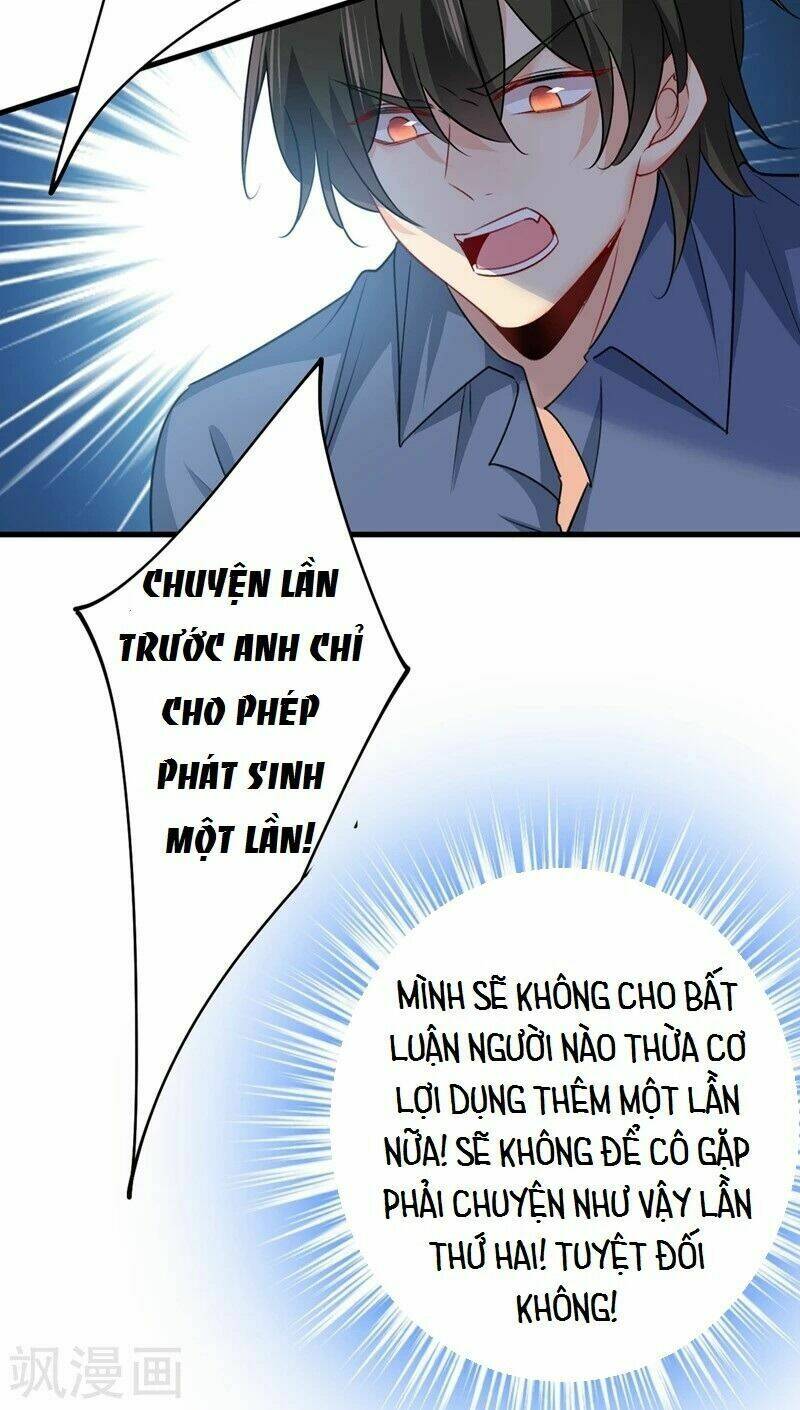 CHUYỆN LẦN
TRƯỚC ANH CHỈ
CHO PHÉP
PHÁT SINH
MỘT LẦN!
MÌNH SẼ KHÔNG CHO BẤT
LUẬN NGƯỜI NÀO THỪA CƠ
LỢI DỤNG THÊM MỘT LẦN
NỮA! SẼ KHÔNG ĐỂ CÔ GẶP
PHẢI CHUYỆN NHƯ VẬY LẦN
THỨ HAI! TUYỆT ĐỐI
KHÔNG!
飒漫画